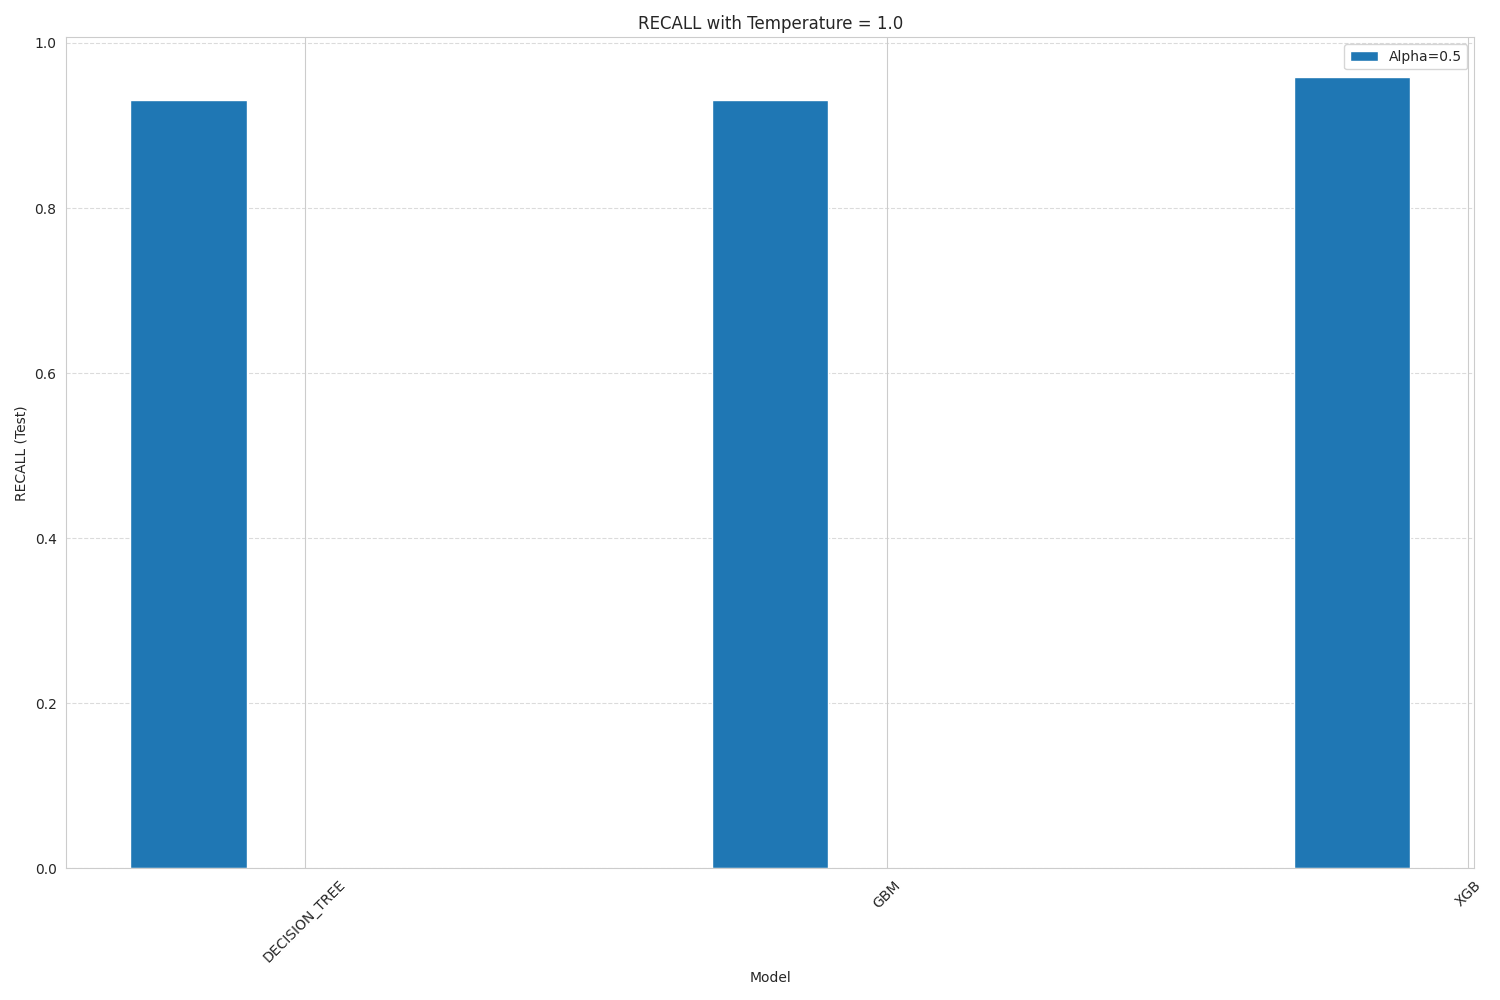 RECALL with Temperature = 1.0
Alpha=0.5
RECALL (Test)
1.0
0.8
0.6
0.4
0.2
0.0
DECISION_TREE
GBM
XGB
Model